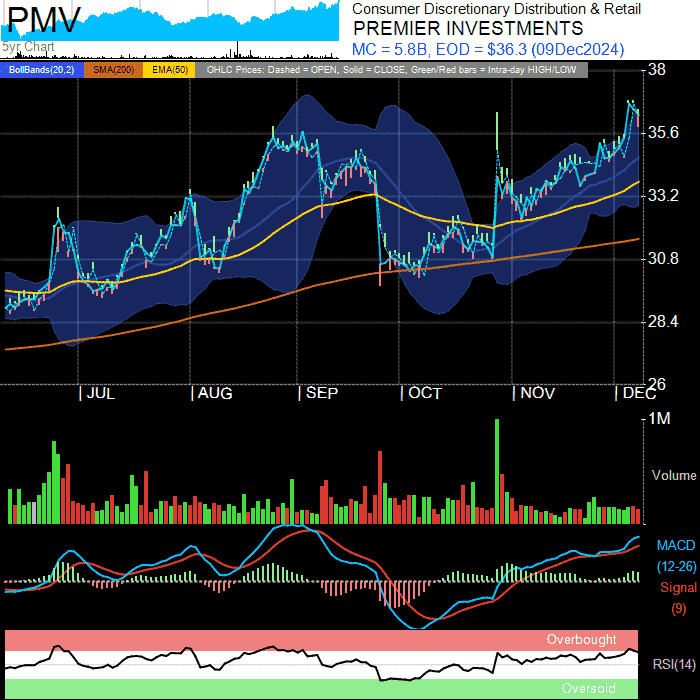 PMV
5yr Chart
Consumer Discretionary Distribution & Retail
PREMIER INVESTMENTS
MC = 5.8B, EOD = $36.3 (09Dec2024)
BollBands(20,2) SMA(200) EMA(50) OHLC Prices: Dashed = OPEN, Solid = CLOSE, Green/Red bars = Intra-day HIGH/LOW
38
35.6
33.2
30.8
28.4
26
| JUL | AUG | SEP | OCT | NOV | DEC
1M
Volume
MACD
(12-26)
Signal
(9)
Overbought
RSI(14)
Oversold